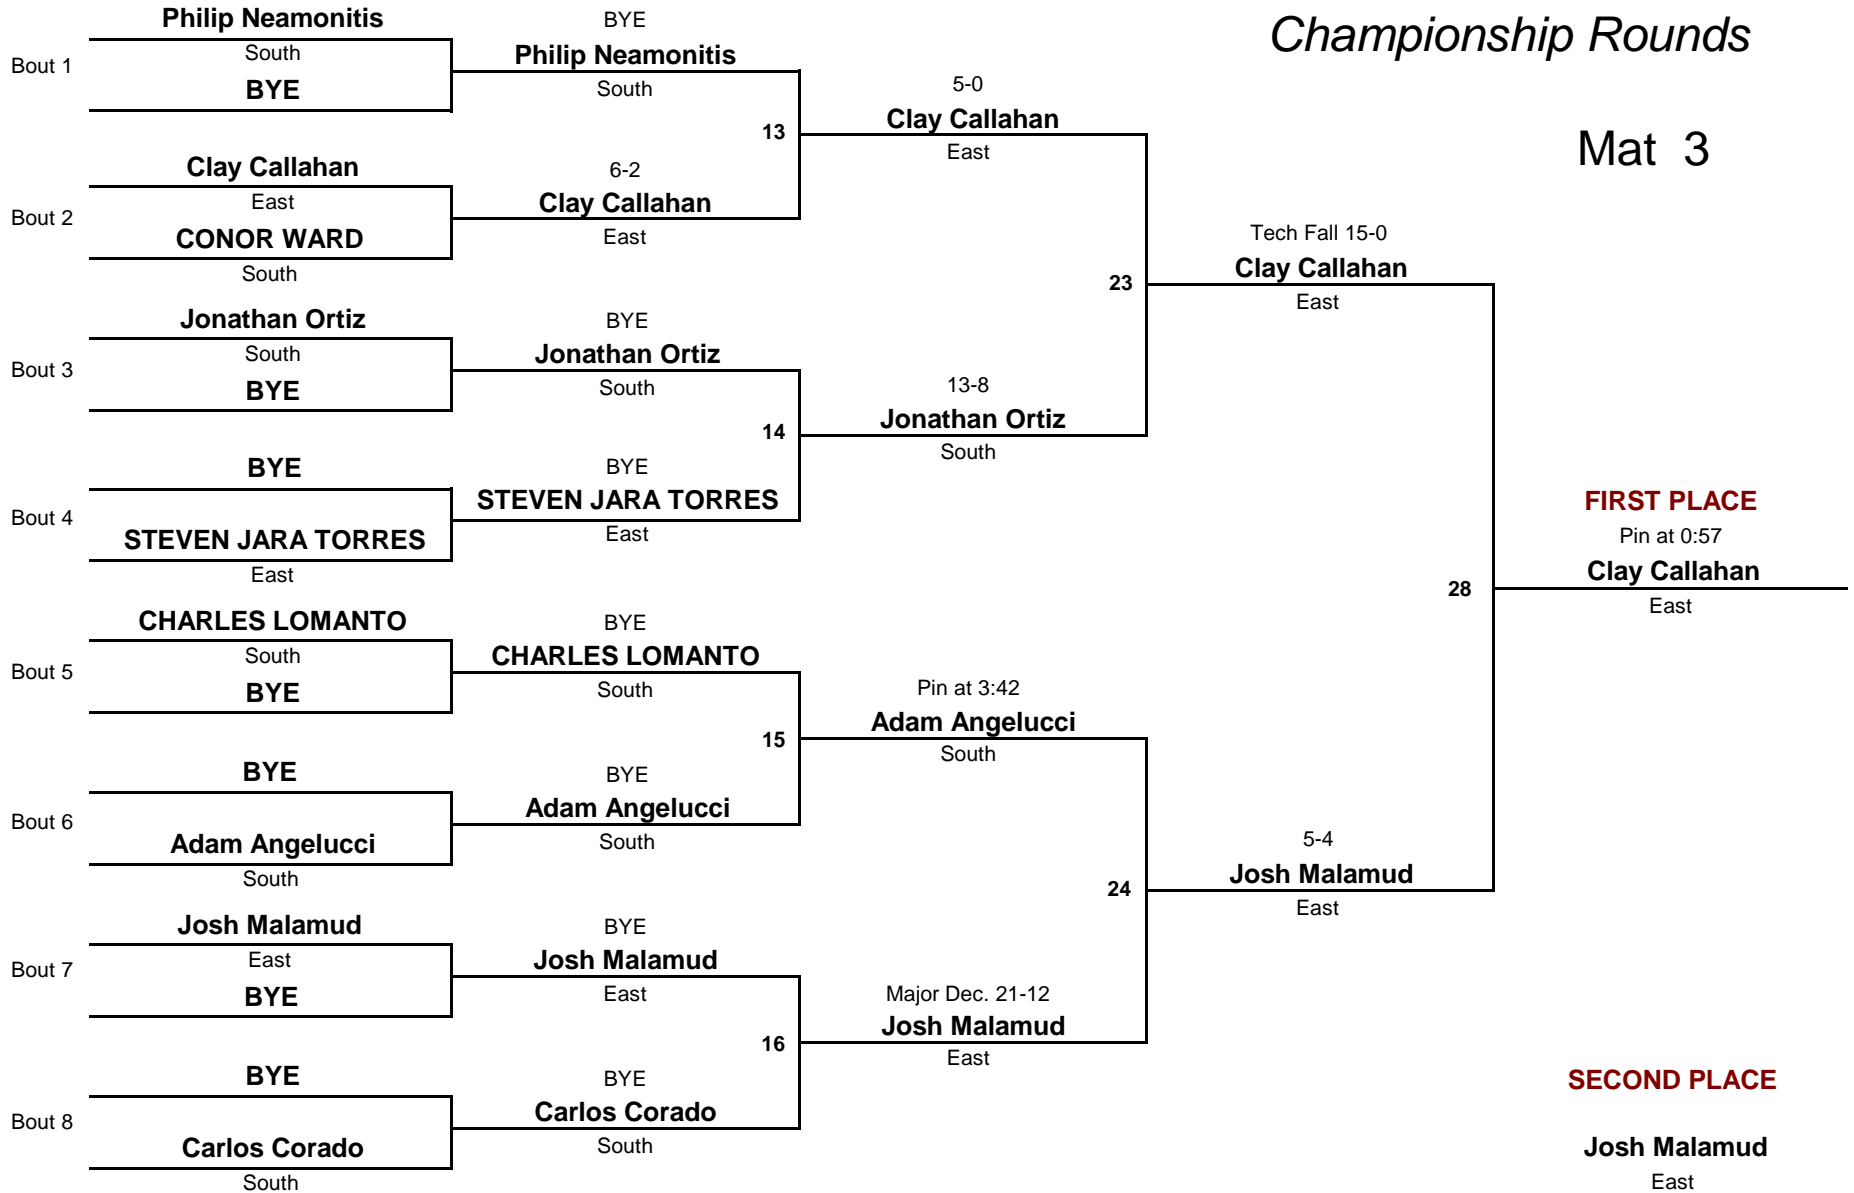 Championship Rounds
Mat 3
Bout 1
Philip Neamonitis
South
BYE
Bout 2
Clay Callahan
East
CONOR WARD
South
Bout 3
Jonathan Ortiz
South
BYE
Bout 4
BYE
STEVEN JARA TORRES
East
Bout 5
CHARLES LOMANTO
South
BYE
Bout 6
BYE
Adam Angelucci
South
Bout 7
Josh Malamud
East
BYE
Bout 8
BYE
Carlos Corado
South
BYE
Philip Neamonitis
South
13
6-2
Clay Callahan
East
BYE
Jonathan Ortiz
South
14
BYE
STEVEN JARA TORRES
East
BYE
CHARLES LOMANTO
South
15
BYE
Adam Angelucci
South
BYE
Josh Malamud
East
16
BYE
Carlos Corado
South
5-0
Clay Callahan
East
23
13-8
Jonathan Ortiz
South
Pin at 3:42
Adam Angelucci
South
24
Major Dec. 21-12
Josh Malamud
East
Tech Fall 15-0
Clay Callahan
East
28
5-4
Josh Malamud
East
FIRST PLACE
Pin at 0:57
Clay Callahan
East
SECOND PLACE
Josh Malamud
East